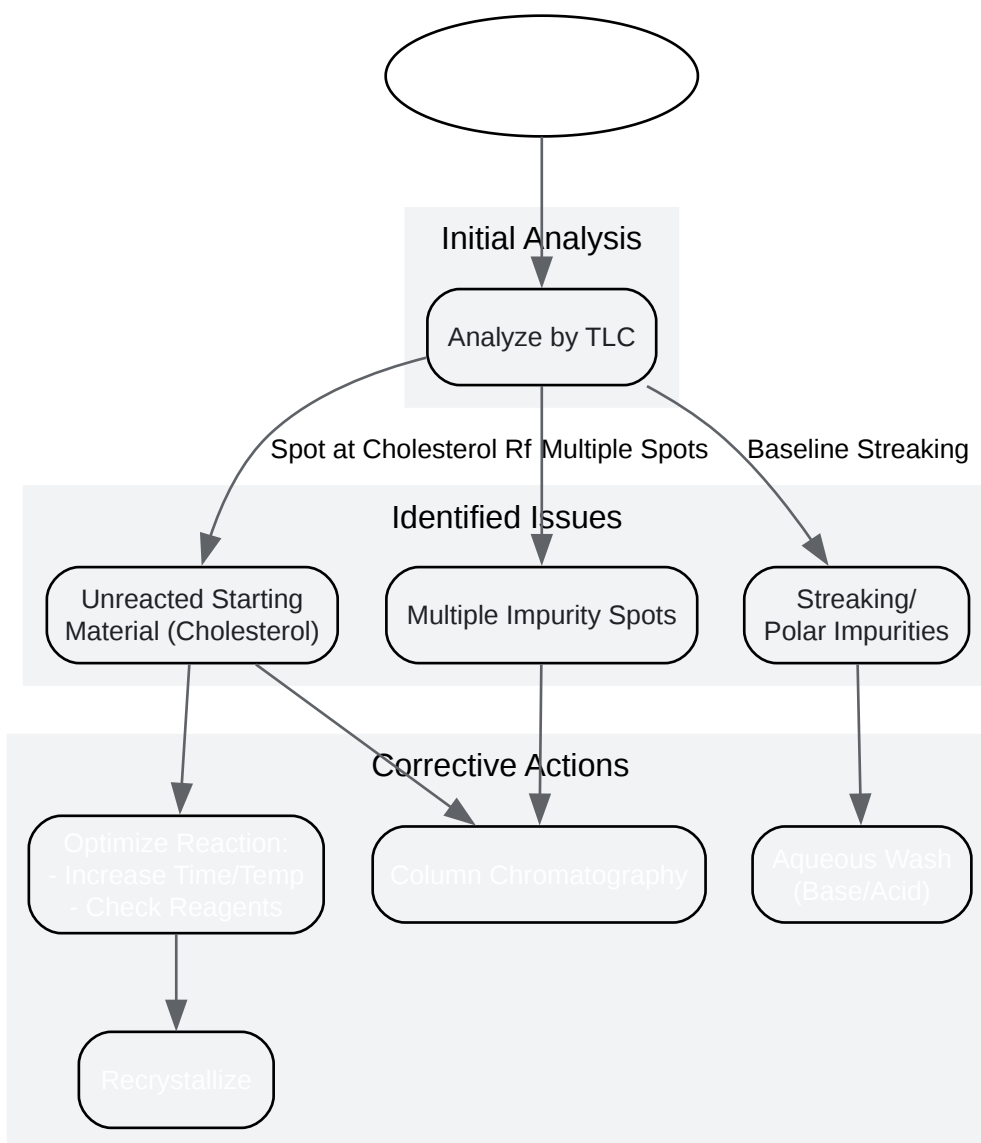 Initial Analysis
Analyze by TLC
Spot at Cholesterol Rf
Multiple Spots
Baseline Streaking
Identified Issues
Unreacted Starting
Material (Cholesterol)
Multiple Impurity Spots
Streaking/
Polar Impurities
Corrective Actions
Optimize Reaction:
- Increase Time/Temp
- Check Reagents
Column Chromatography
Aqueous Wash
(Base/Acid)
Recrystallize